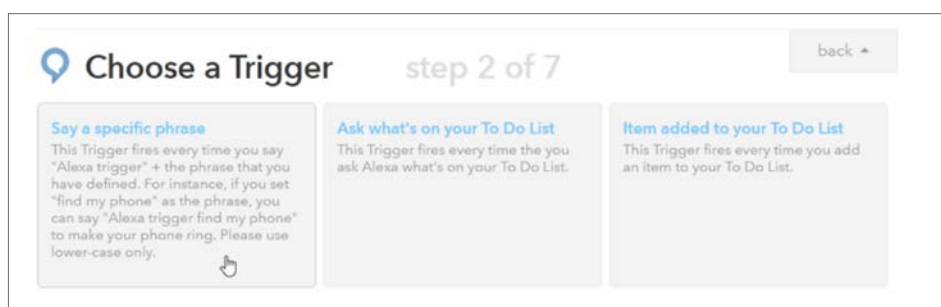 Choose a Trigger step 2 of 7
back
Say a specific phrase
This Trigger fires every time you say
"Alexa trigger" + the phrase that you
have defined. For instance, if you set
"find my phone" as the phrase, you
can say "Alexa trigger find my phone"
to make your phone ring. Please use
lower-case only.
Ask what's on your To Do List
This Trigger fires every time the you
ask Alexa what's on your To Do List.
Item added to your To Do List
This Trigger fires every time you add
an item to your To Do List.